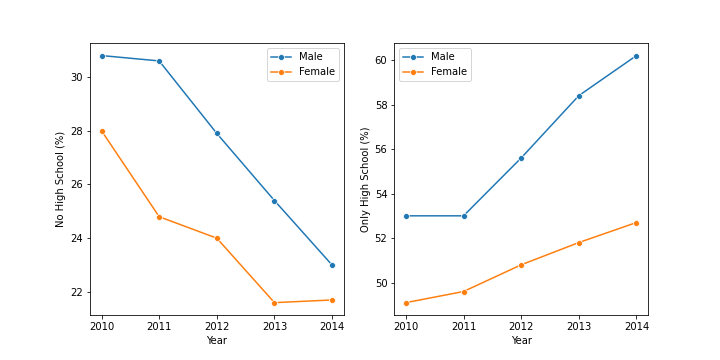 No High School (%)
30
28
26
24
22
Male
Female
2010 2011 2012 2013 2014
Year
Only High School (%)
60
58
56
54
52
50
Male
Female
2010 2011 2012 2013 2014
Year